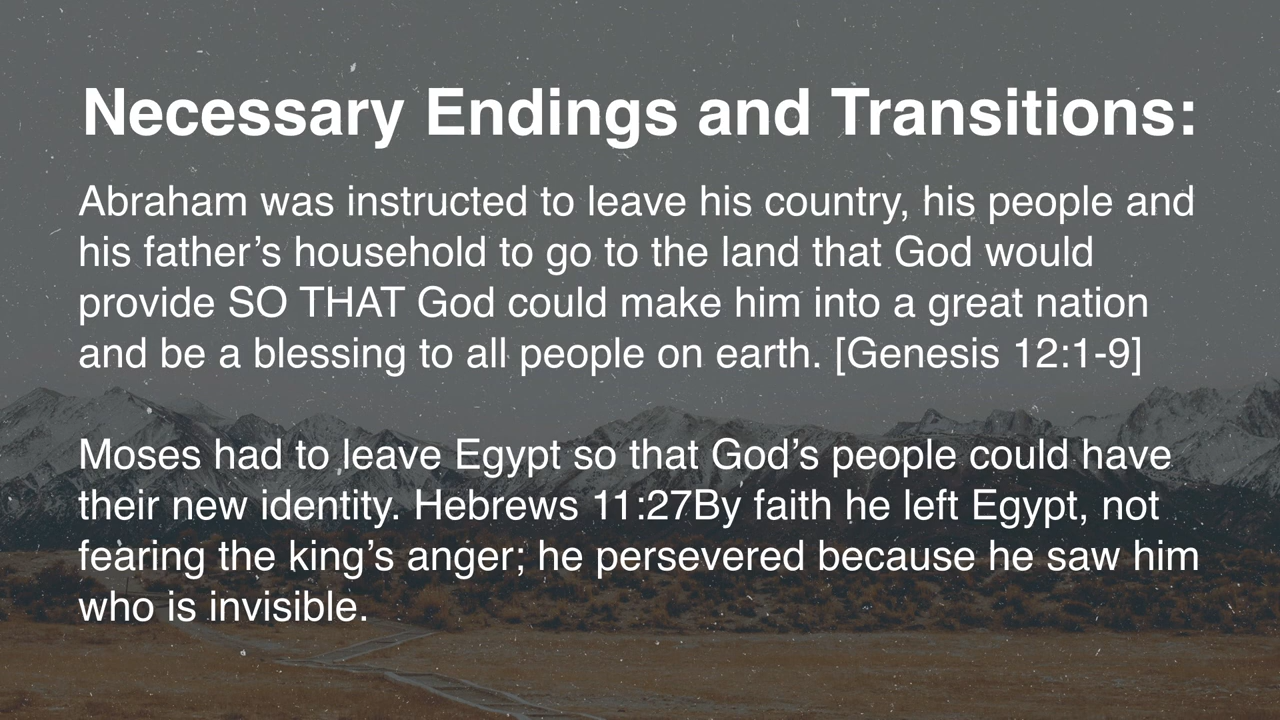 Necessary Endings and Transitions:
Abraham was instructed to leave his country, his people and
his father’s household to go to the land that God would
provide SO THAT God could make him into a great nation
and be a blessing to all people on earth. [Genesis 12:1-9]
Moses had to leave Egypt so that God’s people could have
their new identity. Hebrews 11:27By faith he left Egypt, not
fearing the king’s anger; he persevered because he saw him
who is invisible.